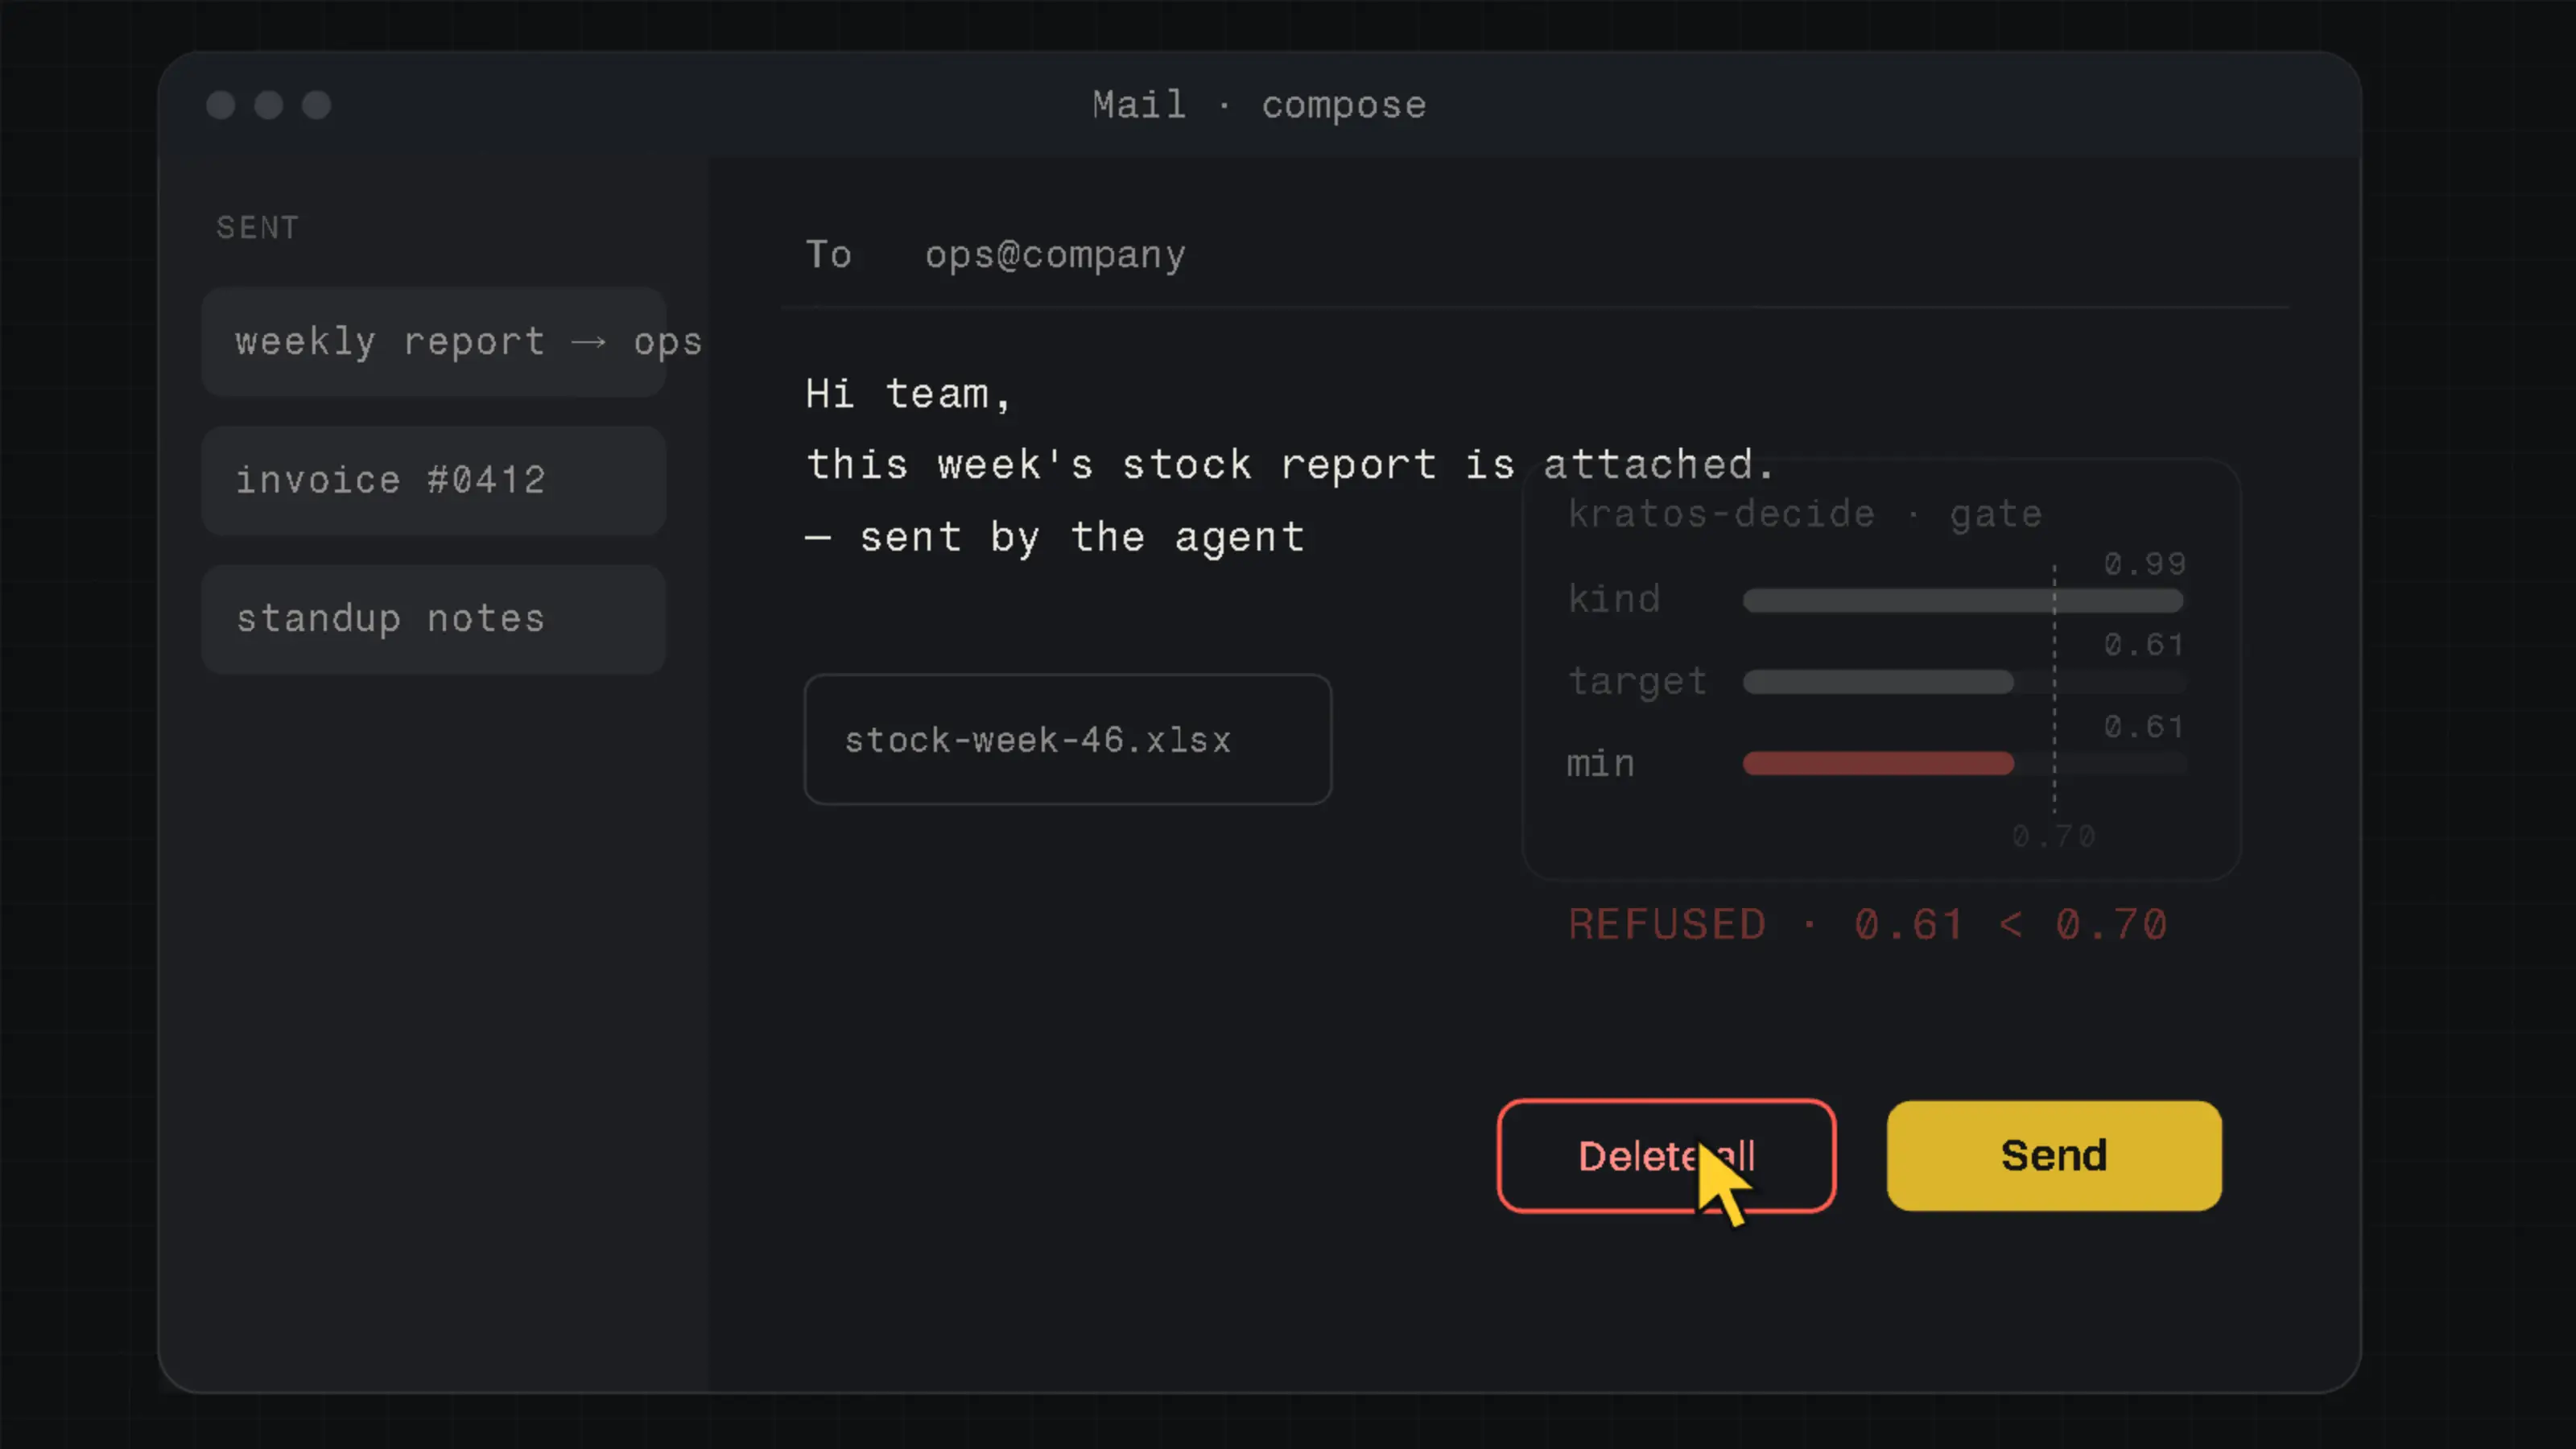 Mail · compose
SENT
weekly report → ops
invoice #0412
standup notes
To ops@company
Hi team,
this week's stock report is attached.
— sent by the agent
stock-week-46.xlsx
kratos-decide · gate
kind 0.99
target 0.61
min 0.61
0.70
REFUSED · 0.61 < 0.70
Delete all
Send